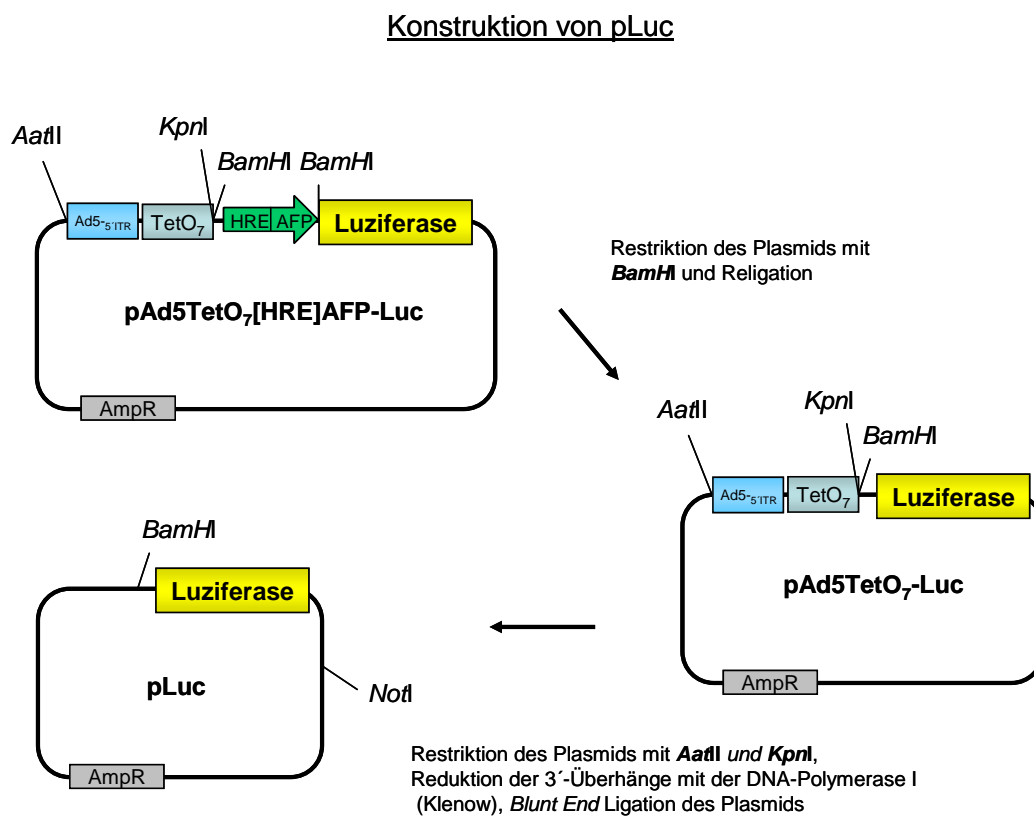 Konstruktion von pLuc
AatII
KpnI
BamHI BamHI
Ad5-5´ITR TetO7 HRE AFP Luziferase
pAd5TetO7[HRE]AFP-Luc
AmpR
Restriktion des Plasmids mit
BamHI und Religation
AatII
KpnI
BamHI
Ad5-5´ITR TetO7 Luziferase
pAd5TetO7-Luc
AmpR
BamHI
Luziferase
pLuc
NotI
AmpR
Restriktion des Plasmids mit AatII und KpnI,
Reduktion der 3´-Überhänge mit der DNA-Polymerase I
(Klenow), Blunt End Ligation des Plasmids